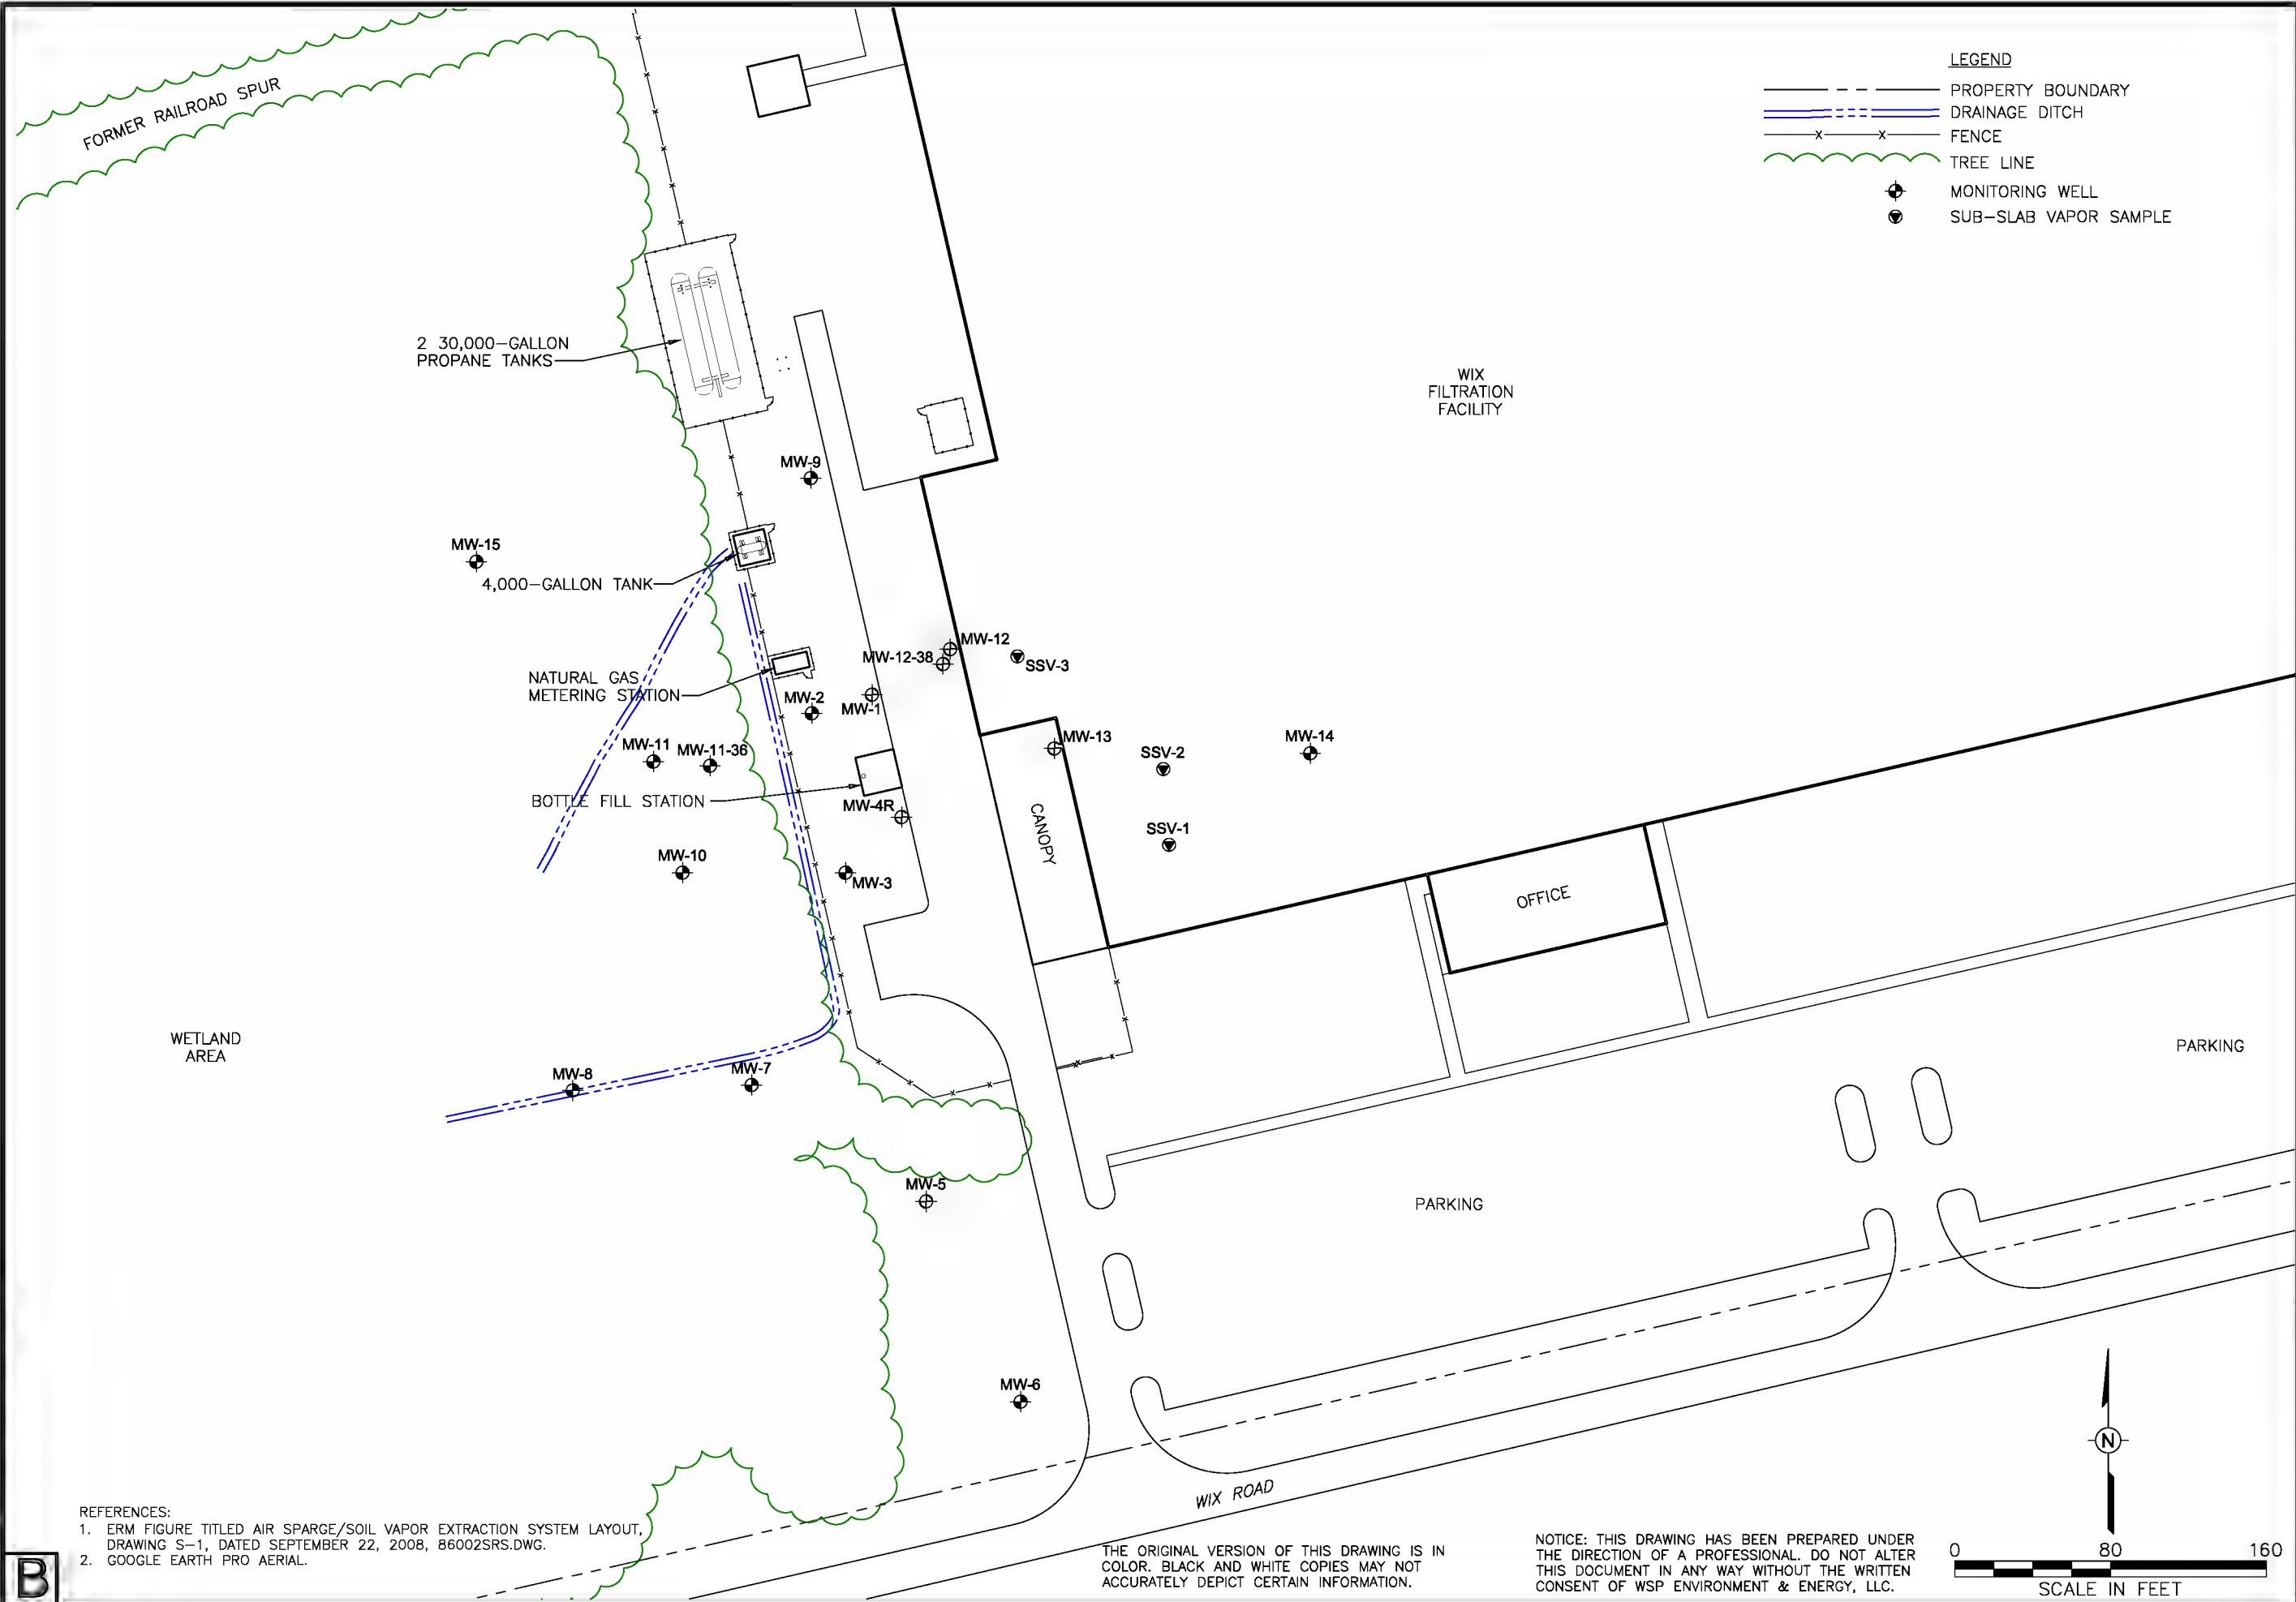 LEGEND
PROPERTY BOUNDARY
DRAINAGE DITCH
FENCE
TREE LINE
MONITORING WELL
SUB-SLAB VAPOR SAMPLE
FORMER RAILROAD SPUR
2 30,000-GALLON
PROPANE TANKS
WIX
FILTRATION
FACILITY
MW-9
MW-15
4,000-GALLON TANK
MW-12
MW-12-38
SSV-3
NATURAL GAS
METERING STATION
MW-2
MW-1
MW-13
MW-14
SSV-2
MW-11
MW-11-36
BOTTLE FILL STATION
MW-4R
CANOPY
SSV-1
MW-10
MW-3
OFFICE
WETLAND
AREA
PARKING
MW-8
MW-7
MW-5
PARKING
MW-6
WIX ROAD
N
REFERENCES:
1. ERM FIGURE TITLED AIR SPARGE/SOIL VAPOR EXTRACTION SYSTEM LAYOUT,
DRAWING S-1, DATED SEPTEMBER 22, 2008, 86002SRS.DWG.
2. GOOGLE EARTH PRO AERIAL.
B
THE ORIGINAL VERSION OF THIS DRAWING IS IN
COLOR. BLACK AND WHITE COPIES MAY NOT
ACCURATELY DEPICT CERTAIN INFORMATION.
NOTICE: THIS DRAWING HAS BEEN PREPARED UNDER
THE DIRECTION OF A PROFESSIONAL. DO NOT ALTER
THIS DOCUMENT IN ANY WAY WITHOUT THE WRITTEN
CONSENT OF WSP ENVIRONMENT & ENERGY, LLC.
0 80 160
SCALE IN FEET